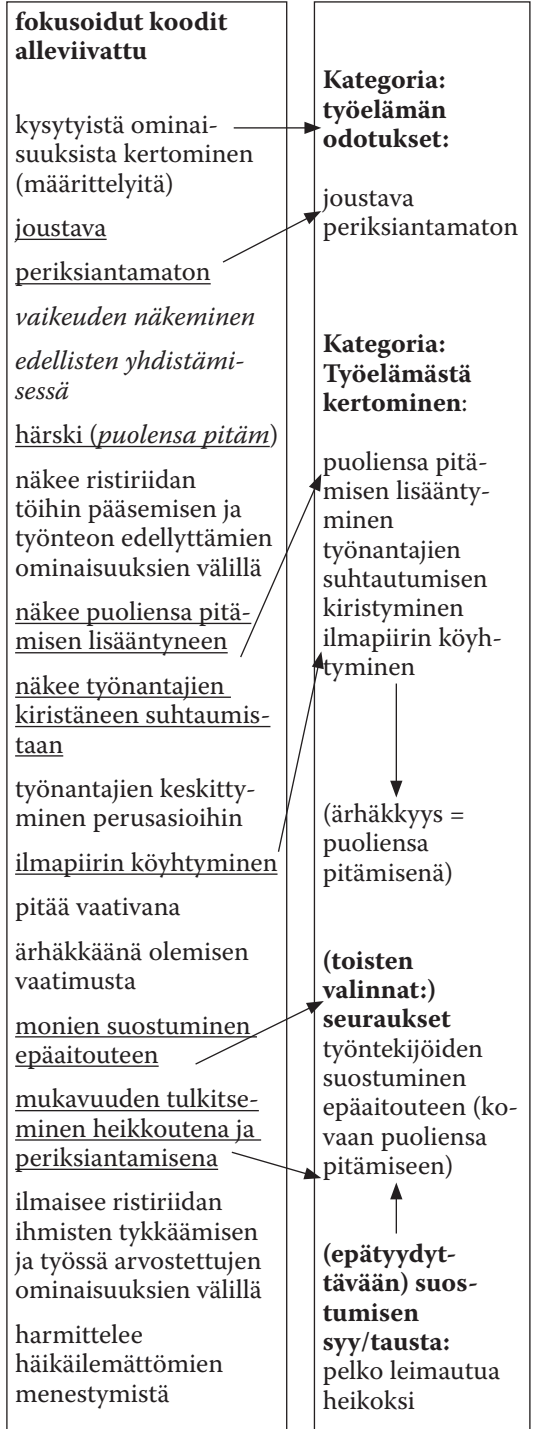 fokusoidut koodit
alleviivattu
kysytyistä ominai-
suuksista kertominen
(määrittelyitä)
joustava
periksiantamaton
vaikeuden näkeminen
edellisten yhdistämi-
sessä
härski (puolensa pitäm)
näkee ristiriidan
töihin pääsemisen ja
työnteon edellyttämien
ominaisuuksien välillä
näkee puoliensa pitä-
misen lisääntyneen
näkee työnantajien
kiristäneen suhtaumis-
taan
työnantajien keskitty-
minen perusasioihin
ilmapiirin köyhtyminen
pitää vaativana
ärhäkkäänä olemisen
vaatimusta
monien suostuminen
epäaitouteen
mukavuuden tulkitse-
minen heikkoutena ja
periksiantamisena
ilmaisee ristiriidan
ihmisten tykkäämisen
ja työssä arvostettujen
ominaisuuksien välillä
harmittelee
häikäilemättömien
menestymistä
Kategoria:
työelämän
odotukset:
joustava
periksiantamaton
Kategoria:
Työelämästä
kertominen:
puoliensa pitä-
misen lisäänty-
minen
työnantajien
suhtautumisen
kiristyminen
ilmapiirin köyh-
tyminen
(ärhäkkyys =
puoliensa
pitämisenä)
(toisten
valinnat:)
seuraukset
työntekijöiden
suostuminen
epäaitouteen (ko-
vaan puoliensa
pitämiseen)
(epätyydyt-
tävään) suos-
tumisen
syy/tausta:
pelko leimautua
heikoksi